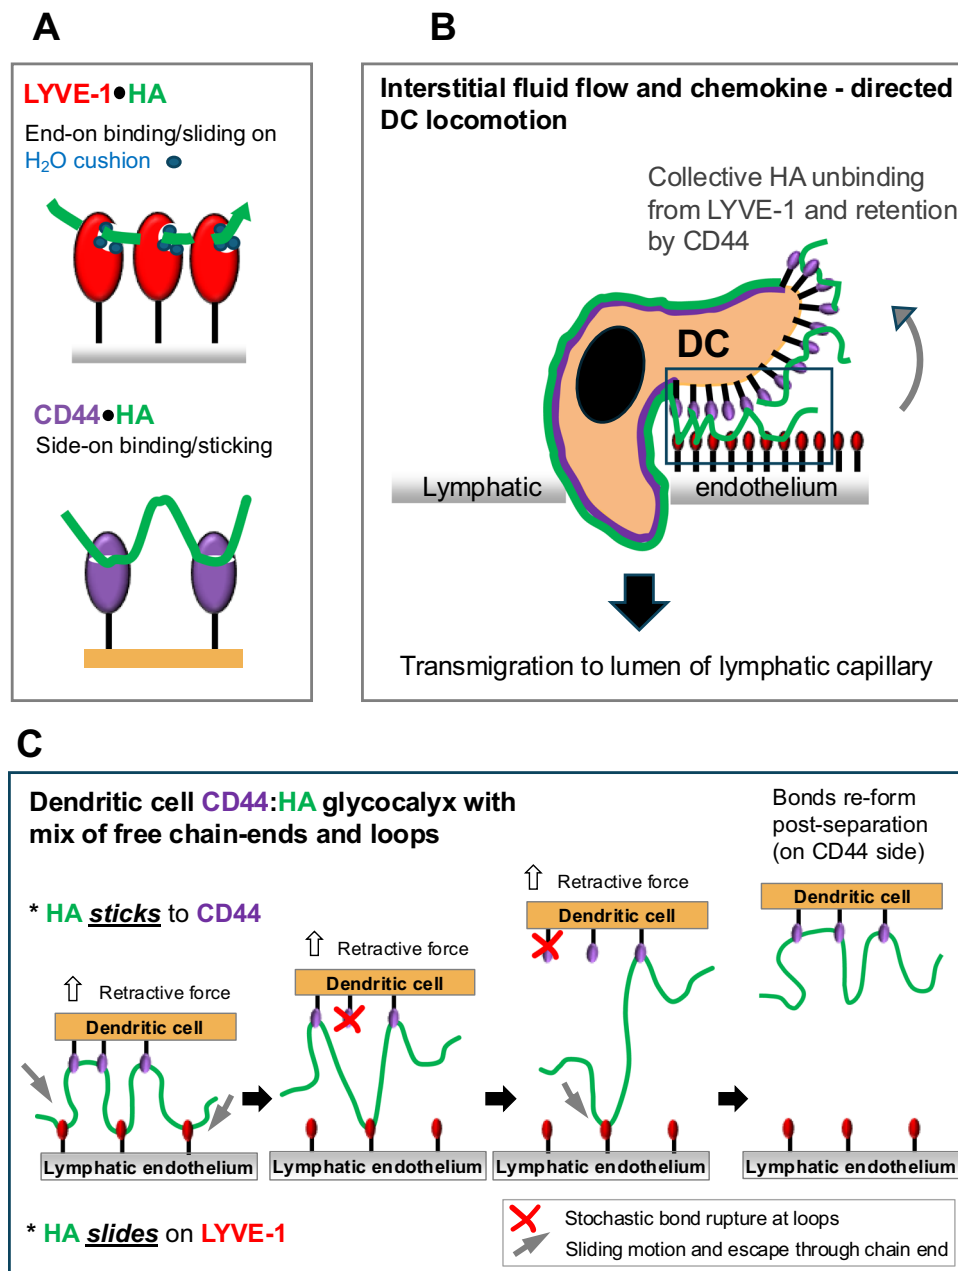 A
LYVE-1●HA
End-on binding/sliding on
H₂O cushion
CD44●HA
Side-on binding/sticking
B
Interstitial fluid flow and chemokine - directed
DC locomotion
Collective HA unbinding
from LYVE-1 and retention
by CD44
DC
Lymphatic
endothelium
Transmigration to lumen of lymphatic capillary
C
Dendritic cell CD44:HA glycocalyx with
mix of free chain-ends and loops
Bonds re-form
post-separation
(on CD44 side)
* HA sticks to CD44
Retractive force
Dendritic cell
Lymphatic endothelium
Retractive force
Dendritic cell
Lymphatic endothelium
Retractive force
Dendritic cell
Lymphatic endothelium
Dendritic cell
Lymphatic endothelium
* HA slides on LYVE-1
Stochastic bond rupture at loops
Sliding motion and escape through chain end